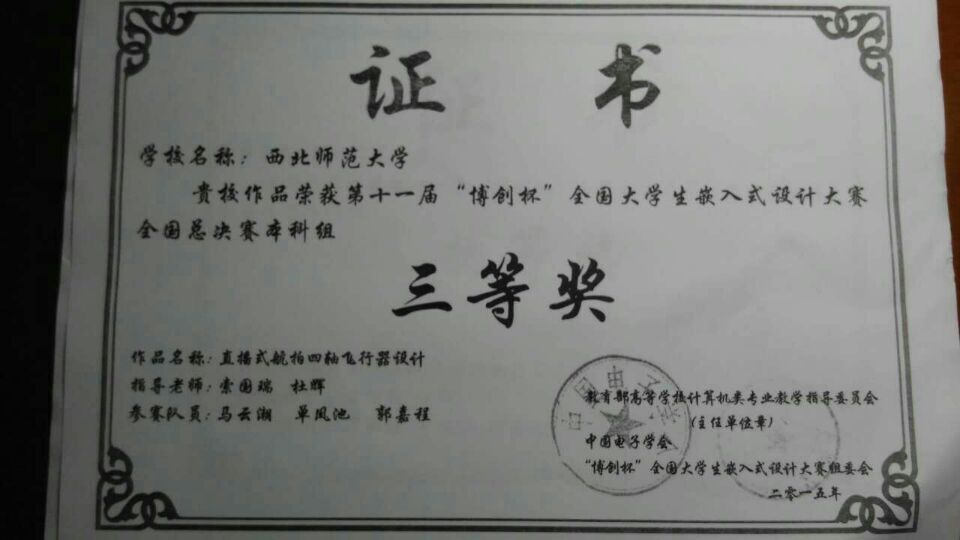 证书
学校名称：西北师范大学
贵校作品荣获第十一届“博创杯”全国大学生嵌入式设计大赛
全国总决赛本科组
三等奖
作品名称：直播式航拍四轴飞行器设计
指导老师：索国瑞 杜辉
参赛队员：马云湖 单风池 郭嘉程
教育部高等学校计算机类专业教学指导委员会
（主任单位章）
中国电子学会
“博创杯”全国大学生嵌入式设计大赛组委会
二零一五年